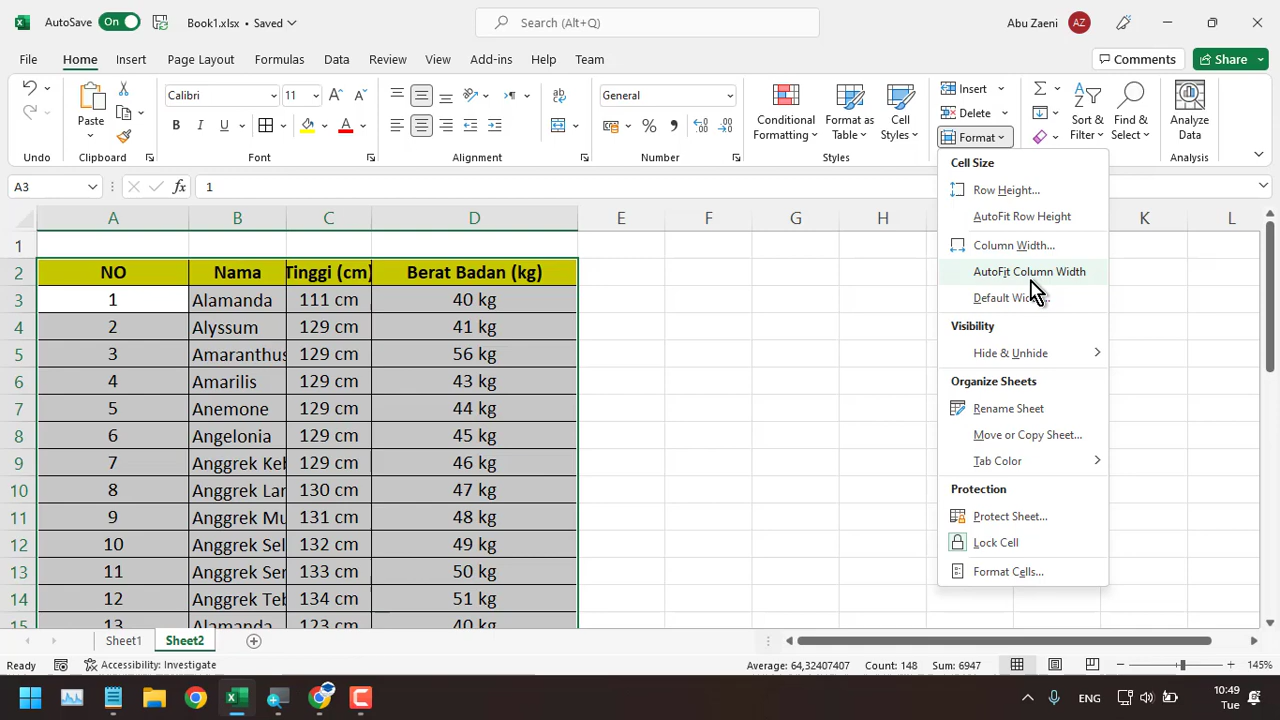 AutoSave On Book1.xlsx - Saved Search (Alt+Q) Abu Zaeni AZ
File Home Insert Page Layout Formulas Data Review View Add-ins Help Team Comments Share
Calibri 11 A A ab General Insert Σ
Paste B I U A % , Conditional Formatting Format as Table Cell Styles Delete Sort & Filter Find & Select Analyze Data
Format
Undo Clipboard Font Alignment Number Styles Analysis
A3 fx 1
Cell Size
Row Height...
AutoFit Row Height
Column Width...
AutoFit Column Width
Visibility
Hide & Unhide
Organize Sheets
Rename Sheet
Move or Copy Sheet...
Tab Color
Protection
Protect Sheet...
Lock Cell
Format Cells...
A B C D E F G H K L
1
2 NO Nama Tinggi (cm) Berat Badan (kg)
3 1 Alamanda 111 cm 40 kg
4 2 Alyssum 129 cm 41 kg
5 3 Amaranthus 129 cm 56 kg
6 4 Amarilis 129 cm 43 kg
7 5 Anemone 129 cm 44 kg
8 6 Angelonia 129 cm 45 kg
9 7 Anggrek Keb 129 cm 46 kg
10 8 Anggrek Lar 130 cm 47 kg
11 9 Anggrek Mu 131 cm 48 kg
12 10 Anggrek Sel 132 cm 49 kg
13 11 Anggrek Ser 133 cm 50 kg
14 12 Anggrek Teb 134 cm 51 kg
15 13 Alamanda 123 cm 40 kg
Sheet1 Sheet2
Ready Accessibility: Investigate Average: 64,32407407 Count: 148 Sum: 6947 145%
ENG 10:49
Tue